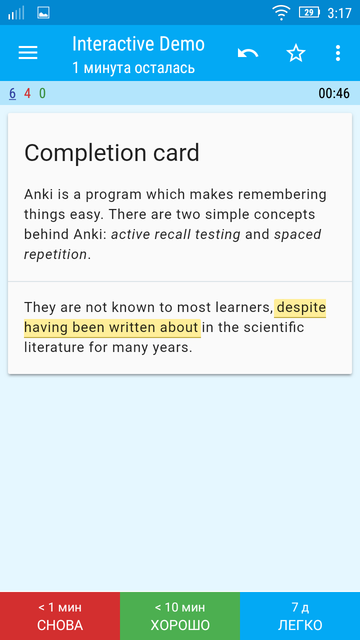 29 3:17
Interactive Demo
1 минута осталась
6 4 0 00:46
Completion card
Anki is a program which makes remembering
things easy. There are two simple concepts
behind Anki: active recall testing and spaced
repetition.
They are not known to most learners, despite
having been written about in the scientific
literature for many years.
< 1 мин < 10 мин 7 д
СНОВА ХОРОШО ЛЕГКО